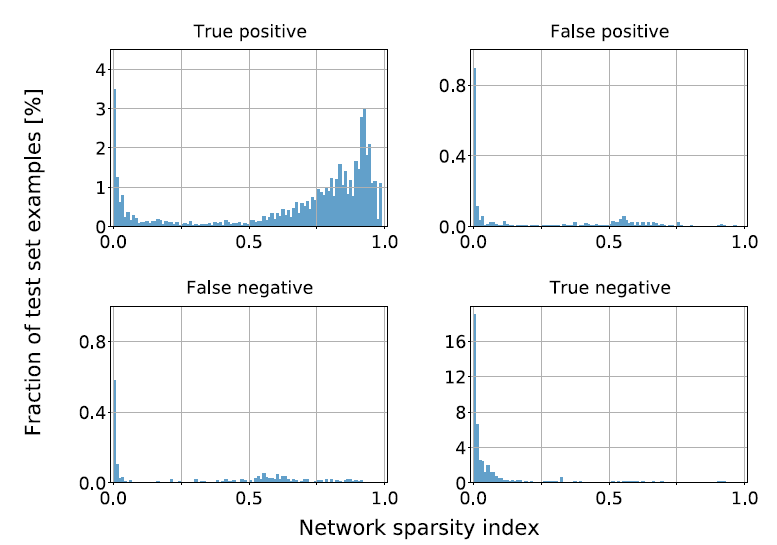 True positive
False positive
4
3
2
1
0
0.0 0.5 1.0
0.8
0.4
0.0
0.0 0.5 1.0
Fraction of test set examples [%]
False negative
True negative
0.8
0.4
0.0
0.0 0.5 1.0
16
12
8
4
0
0.0 0.5 1.0
Network sparsity index